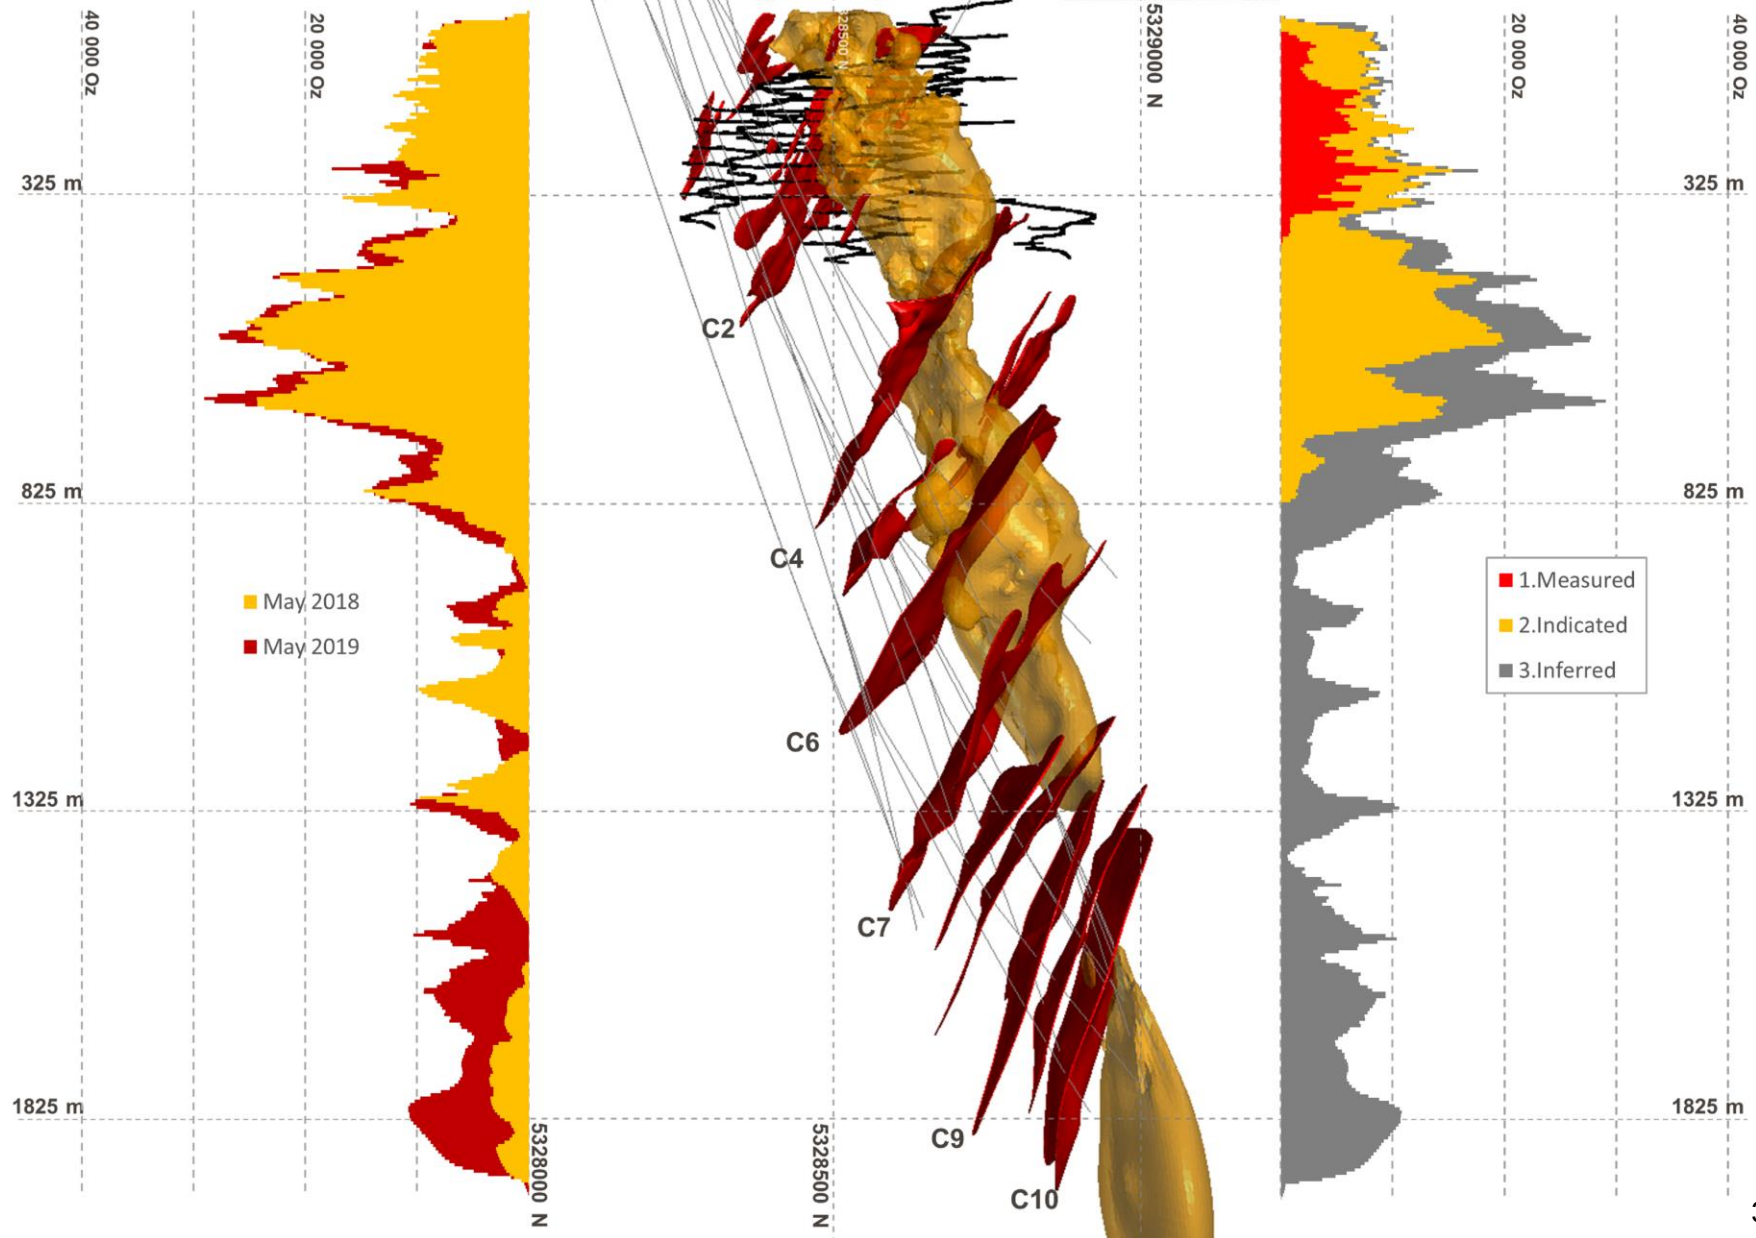 40 000 Oz
20 000 Oz
5329000 N
20 000 Oz
40 000 Oz
325 m
325 m
C2
825 m
825 m
C4
1.Measured
2.Indicated
3.Inferred
May 2018
May 2019
C6
1325 m
1325 m
C7
1825 m
1825 m
C9
C10
5328000 N
5328500 N